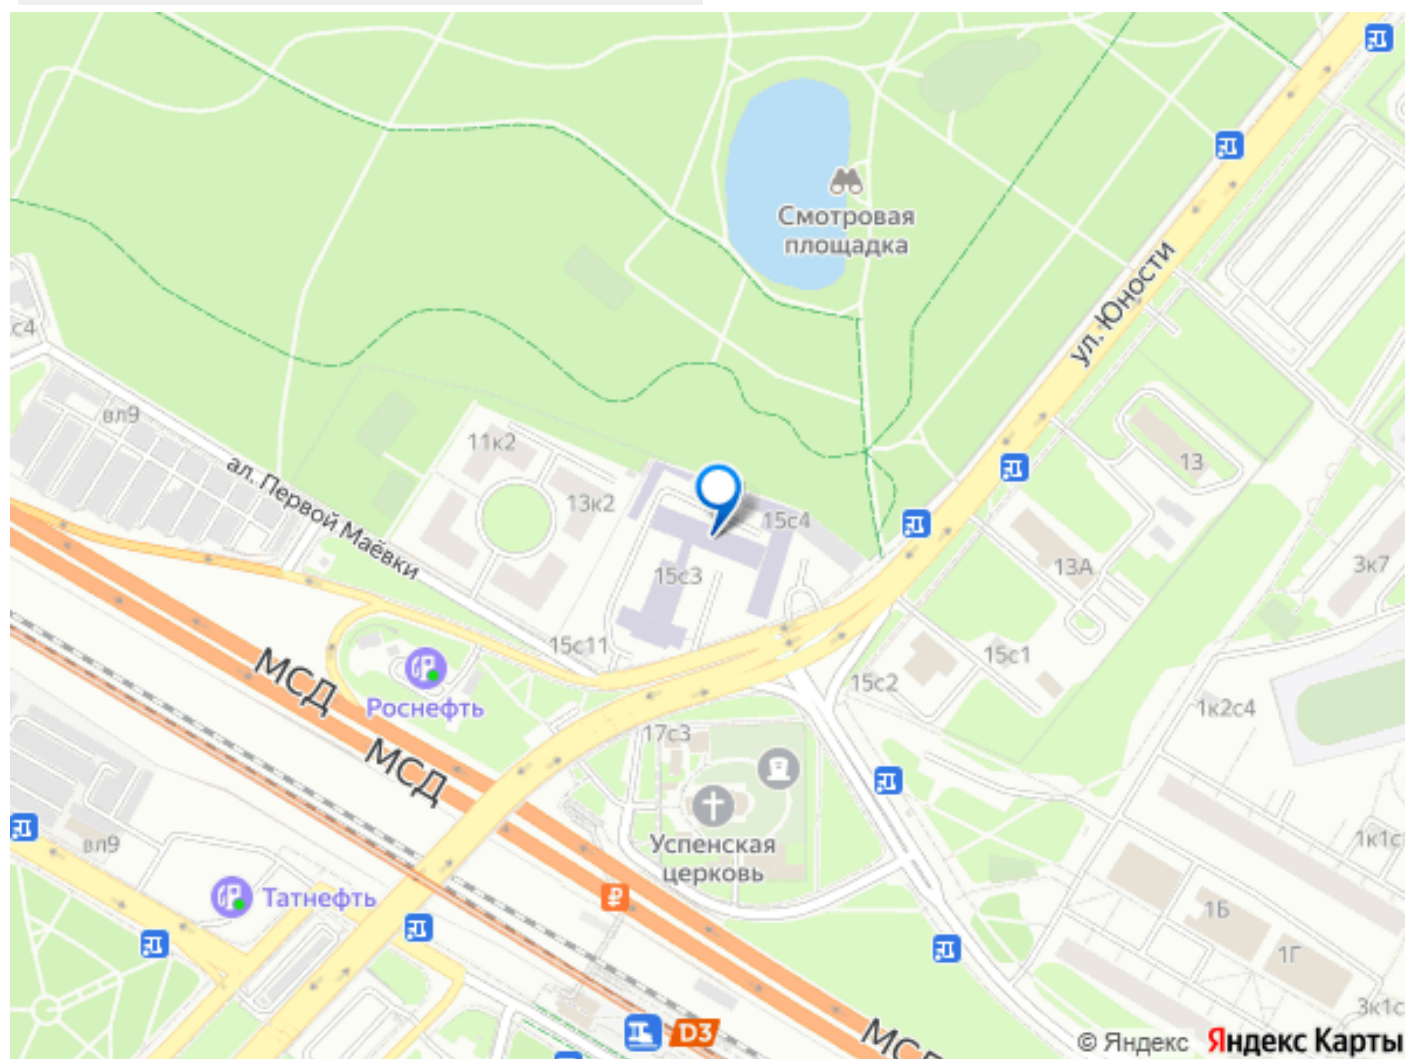 Смотровая
площадка
ул. Юности
с4
вл9
ал. Первой Маёвки
11к2
13к2
15с4
15с3
15с11
13
13А
3к7
15с1
15с2
1к2с4
МСД
Роснефть
МСД
17с3
Успенская
церковь
вл9
Татнефть
1к1с
1Б
1Г
3к1с
D3
МСД
© Яндекс Яндекс Карты